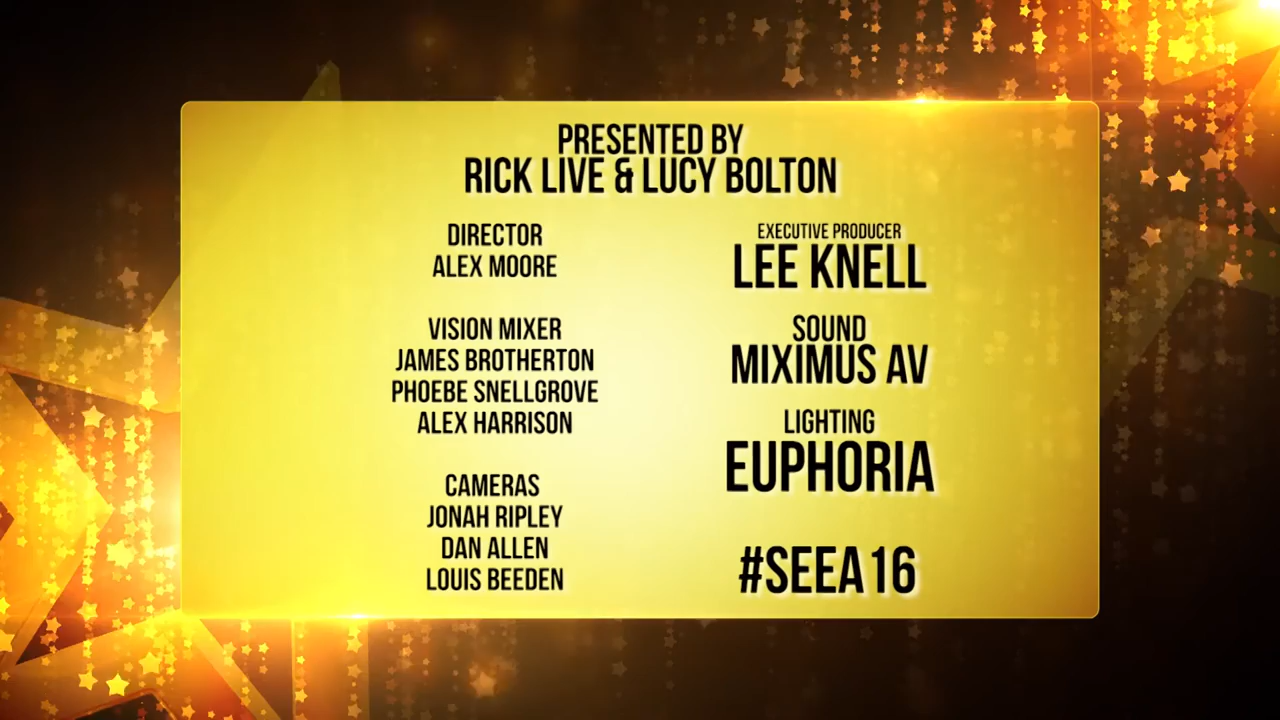 PRESENTED BY
RICK LIVE & LUCY BOLTON
DIRECTOR
ALEX MOORE
VISION MIXER
JAMES BROTHERTON
PHOEBE SNELLGROVE
ALEX HARRISON
CAMERAS
JONAH RIPLEY
DAN ALLEN
LOUIS BEEDEN
EXECUTIVE PRODUCER
LEE KNELL
SOUND
MIXIMUS AV
LIGHTING
EUPHORIA
#SEEA16